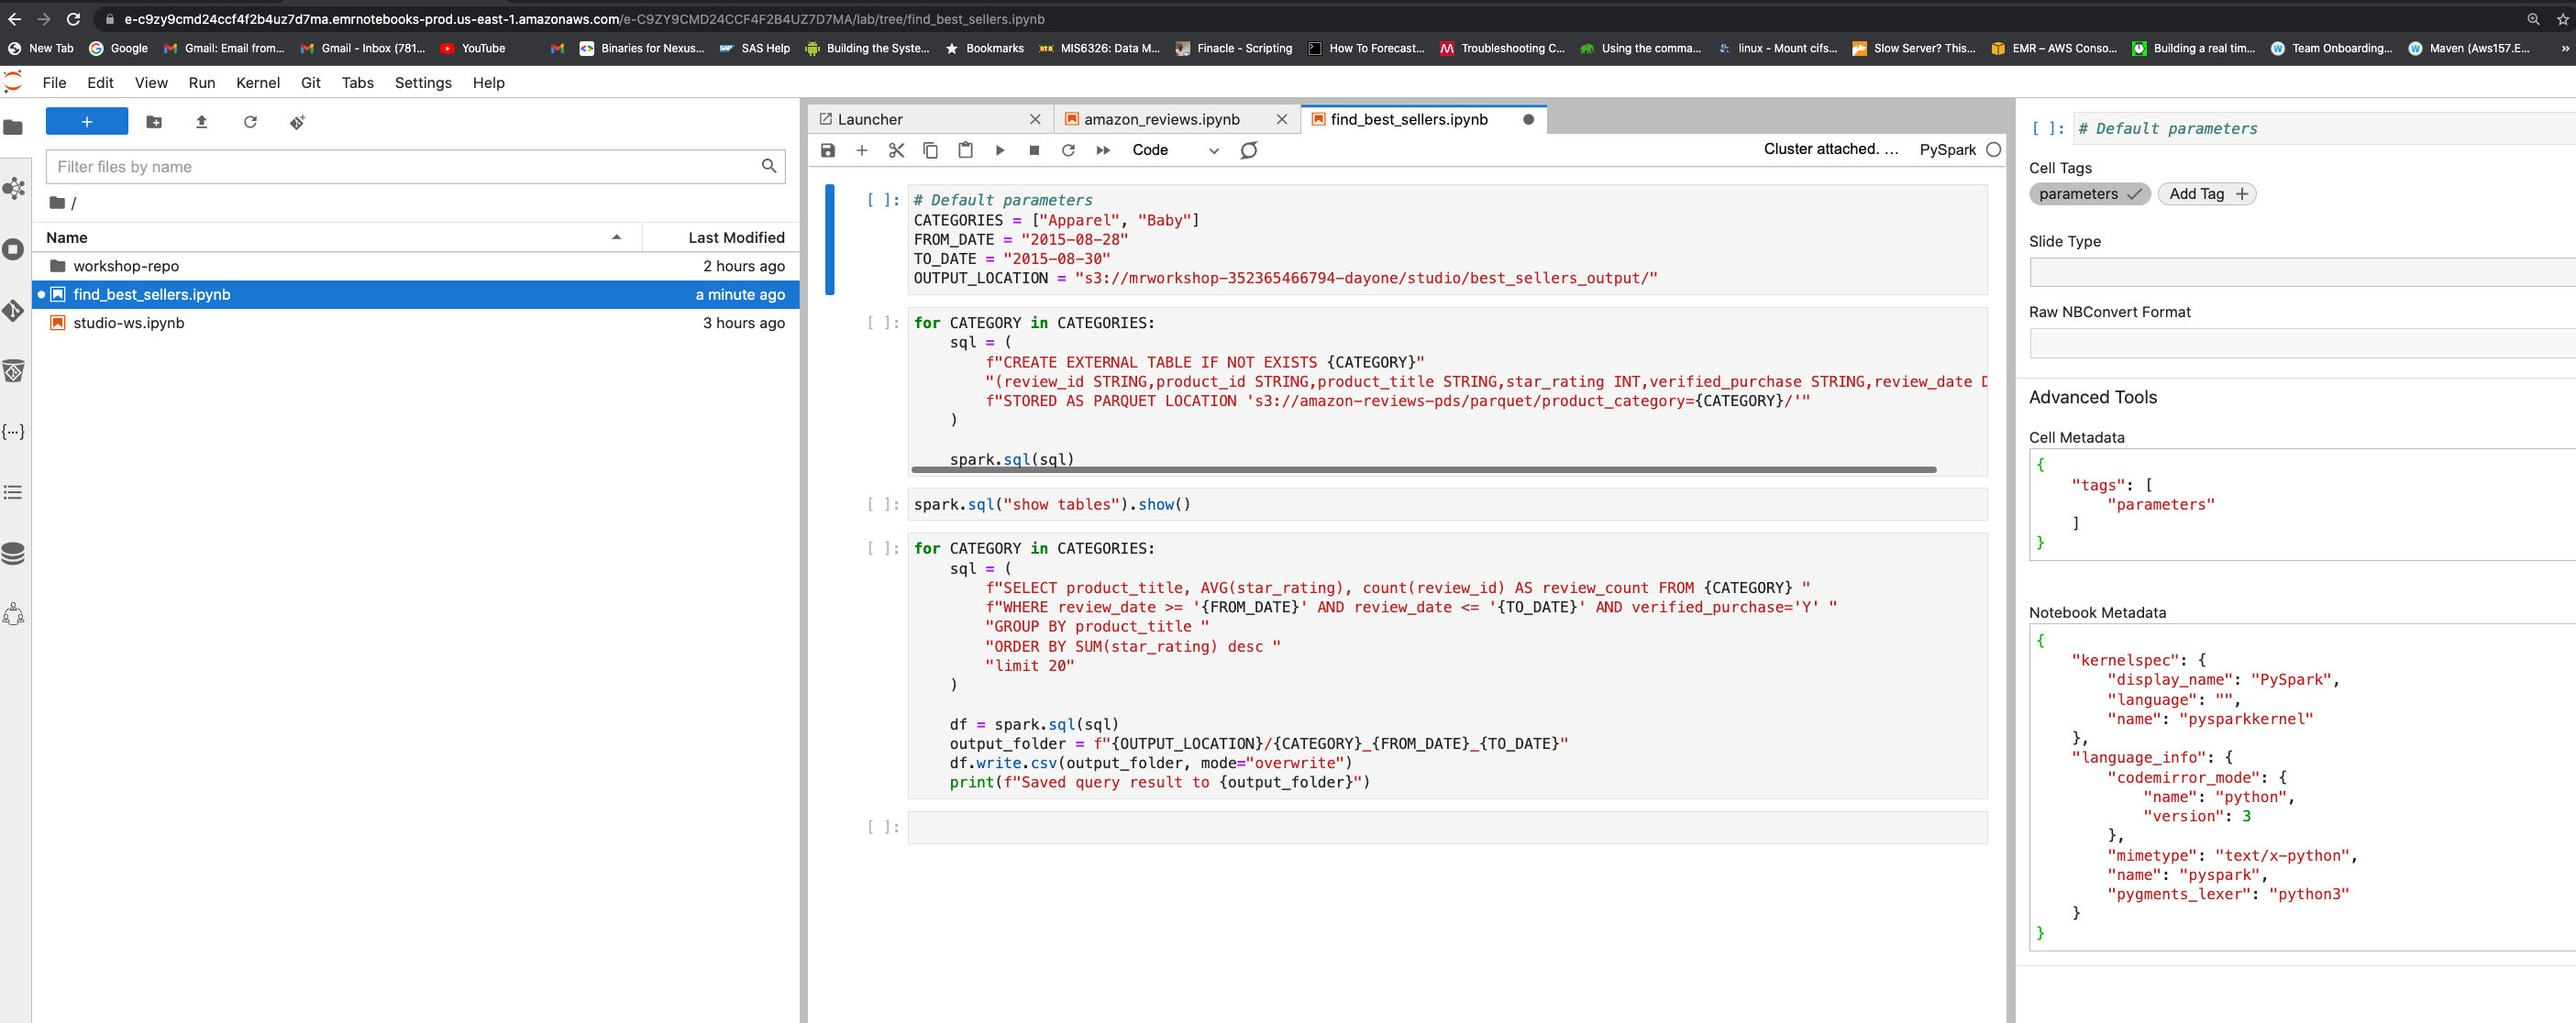 e-c9zy9cmd24ccf4f2b4uz7d7ma.emrnotebooks-prod.us-east-1.amazonaws.com/e-C9ZY9CMD24CCF4F2B4UZ7D7MA/lab/tree/find_best_sellers.ipynb
New Tab Google Gmail: Email from... Gmail - Inbox (781... YouTube Binaries for Nexus... SAS Help Building the Syste... Bookmarks MIS6326: Data M... Finacle - Scripting How To Forecast... Troubleshooting C... Using the comma... linux - Mount cifs... Slow Server? This... EMR – AWS Conso... Building a real tim... Team Onboarding... Maven (Aws157.E... »
File Edit View Run Kernel Git Tabs Settings Help
Filter files by name
/
Name Last Modified
workshop-repo 2 hours ago
find_best_sellers.ipynb a minute ago
studio-ws.ipynb 3 hours ago
Launcher amazon_reviews.ipynb find_best_sellers.ipynb
Code Cluster attached. ... PySpark
[ ]: # Default parameters
CATEGORIES = ["Apparel", "Baby"]
FROM_DATE = "2015-08-28"
TO_DATE = "2015-08-30"
OUTPUT_LOCATION = "s3://mrworkshop-352365466794-dayone/studio/best_sellers_output/"
[ ]: for CATEGORY in CATEGORIES:
sql = (
f"CREATE EXTERNAL TABLE IF NOT EXISTS {CATEGORY}"
"(review_id STRING,product_id STRING,product_title STRING,star_rating INT,verified_purchase STRING,review_date D
f"STORED AS PARQUET LOCATION 's3://amazon-reviews-pds/parquet/product_category={CATEGORY}/'"
)
spark.sql(sql)
[ ]: spark.sql("show tables").show()
[ ]: for CATEGORY in CATEGORIES:
sql = (
f"SELECT product_title, AVG(star_rating), count(review_id) AS review_count FROM {CATEGORY} "
f"WHERE review_date >= '{FROM_DATE}' AND review_date <= '{TO_DATE}' AND verified_purchase='Y' "
"GROUP BY product_title "
"ORDER BY SUM(star_rating) desc "
"limit 20"
)
df = spark.sql(sql)
output_folder = f"{OUTPUT_LOCATION}/{CATEGORY}_{FROM_DATE}_{TO_DATE}"
df.write.csv(output_folder, mode="overwrite")
print(f"Saved query result to {output_folder}")
[ ]:
[ ]: # Default parameters
Cell Tags
parameters Add Tag
Slide Type
Raw NBConvert Format
Advanced Tools
Cell Metadata
{
"tags": [
"parameters"
]
}
Notebook Metadata
{
"kernelspec": {
"display_name": "PySpark",
"language": "",
"name": "pysparkkernel"
},
"language_info": {
"codemirror_mode": {
"name": "python",
"version": 3
},
"mimetype": "text/x-python",
"name": "pyspark",
"pygments_lexer": "python3"
}
}